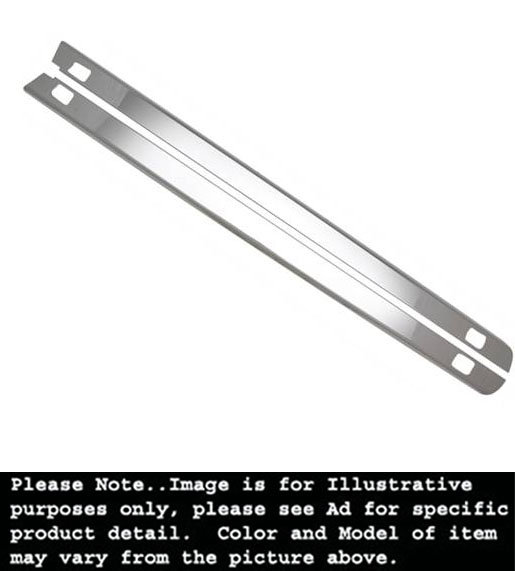 Please Note..Image is for Illustrative
purposes only, please see Ad for specific
product detail.  Color and Model of item
may vary from the picture above.